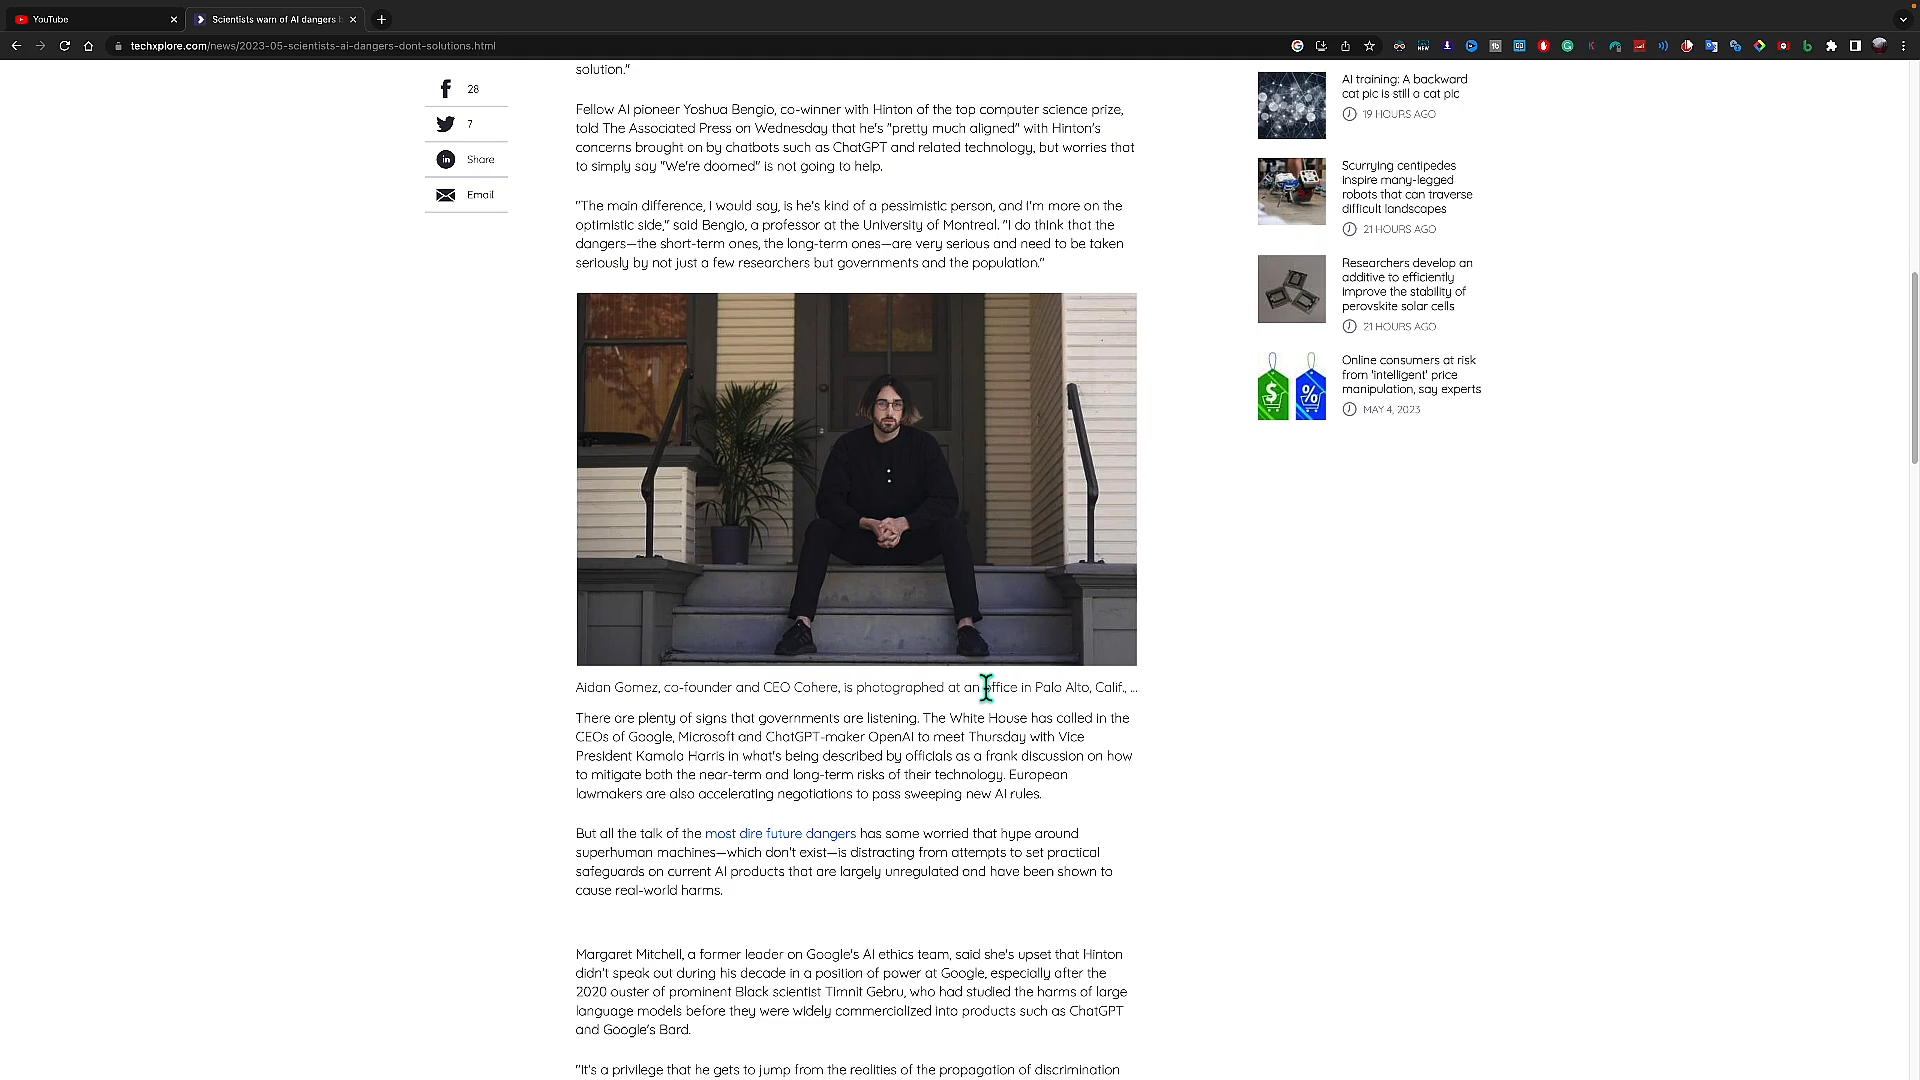 YouTube
Scientists warn of AI dangers b
techxplore.com/news/2023-05-scientists-ai-dangers-dont-solutions.html
28
7
Share
Email
solution."
Fellow AI pioneer Yoshua Bengio, co-winner with Hinton of the top computer science prize,
told The Associated Press on Wednesday that he's "pretty much aligned" with Hinton's
concerns brought on by chatbots such as ChatGPT and related technology, but worries that
to simply say "We're doomed" is not going to help.
"The main difference, I would say, is he's kind of a pessimistic person, and I'm more on the
optimistic side," said Bengio, a professor at the University of Montreal. "I do think that the
dangers—the short-term ones, the long-term ones—are very serious and need to be taken
seriously by not just a few researchers but governments and the population."
Aidan Gomez, co-founder and CEO Cohere, is photographed at an office in Palo Alto, Calif., ...
There are plenty of signs that governments are listening. The White House has called in the
CEOs of Google, Microsoft and ChatGPT-maker OpenAI to meet Thursday with Vice
President Kamala Harris in what's being described by officials as a frank discussion on how
to mitigate both the near-term and long-term risks of their technology. European
lawmakers are also accelerating negotiations to pass sweeping new AI rules.
But all the talk of the most dire future dangers has some worried that hype around
superhuman machines—which don't exist—is distracting from attempts to set practical
safeguards on current AI products that are largely unregulated and have been shown to
cause real-world harms.
Margaret Mitchell, a former leader on Google's AI ethics team, said she's upset that Hinton
didn't speak out during his decade in a position of power at Google, especially after the
2020 ouster of prominent Black scientist Timnit Gebru, who had studied the harms of large
language models before they were widely commercialized into products such as ChatGPT
and Google's Bard.
"It's a privilege that he gets to jump from the realities of the propagation of discrimination
AI training: A backward
cat pic is still a cat pic
19 HOURS AGO
Scurrying centipedes
inspire many-legged
robots that can traverse
difficult landscapes
21 HOURS AGO
Researchers develop an
additive to efficiently
improve the stability of
perovskite solar cells
21 HOURS AGO
Online consumers at risk
from 'intelligent' price
manipulation, say experts
MAY 4, 2023